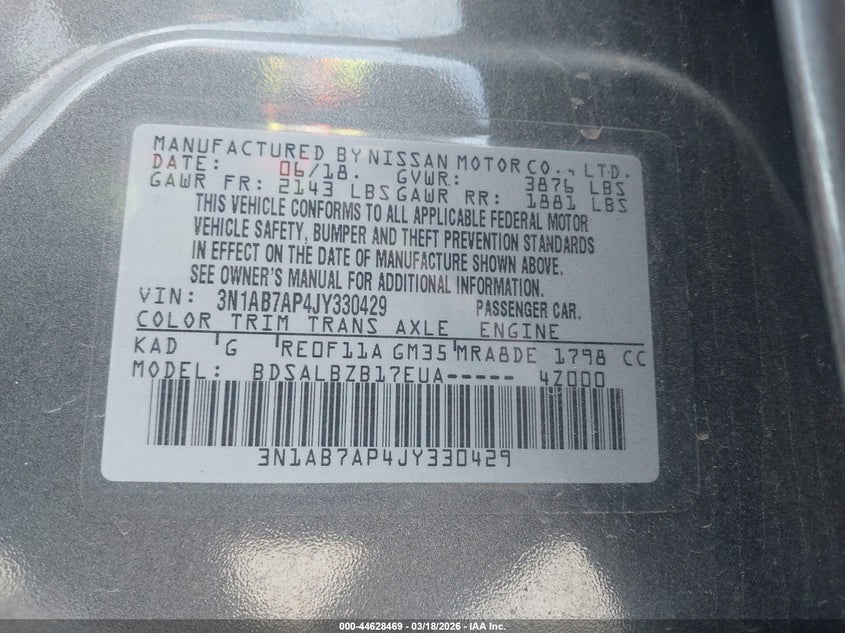 MANUFACTURED BY NISSAN MOTOR CO., LTD.
DATE: 06/18. GVWR: 3876 LBS
GAWR FR: 2143 LBS GAWR RR: 1881 LBS
THIS VEHICLE CONFORMS TO ALL APPLICABLE FEDERAL MOTOR
VEHICLE SAFETY, BUMPER AND THEFT PREVENTION STANDARDS
IN EFFECT ON THE DATE OF MANUFACTURE SHOWN ABOVE.
SEE OWNER'S MANUAL FOR ADDITIONAL INFORMATION.
VIN: 3N1AB7AP4JY330429 PASSENGER CAR.
COLOR TRIM TRANS AXLE ENGINE
KAD G RE0F11A GM35 MRA8DE 1798 CC
MODEL: BDSALBZB17EUA----- 4Z000
3N1AB7AP4JY330429
000-44628469 - 03/18/2026 - IAA Inc.